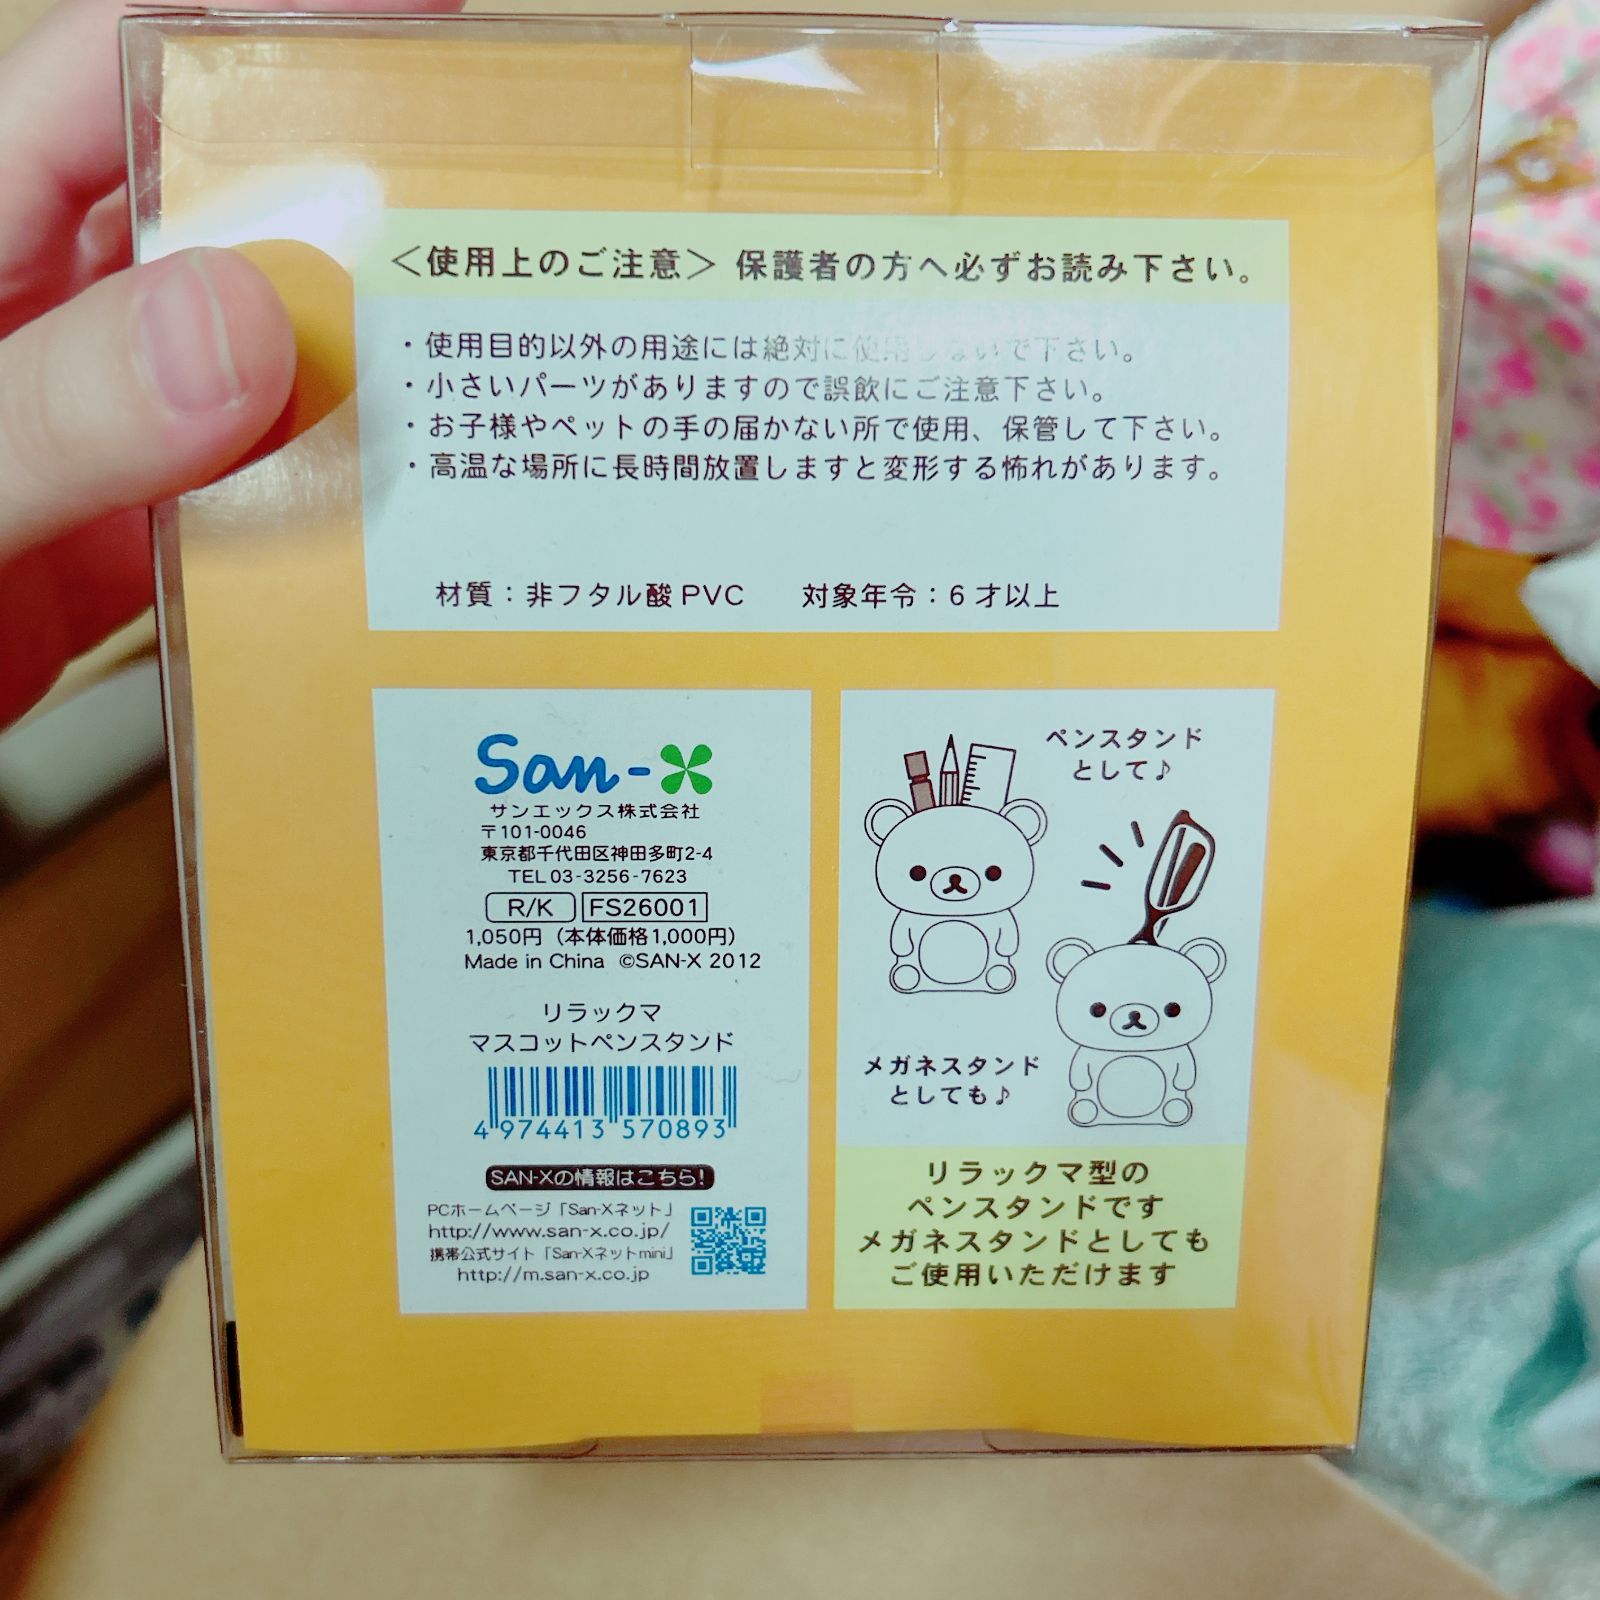 ＜使用上のご注意＞ 保護者の方へ必ずお読み下さい。
・使用目的以外の用途には絶対に使用しないで下さい。
・小さいパーツがありますので誤飲にご注意下さい。
・お子様やペットの手の届かない所で使用、保管して下さい。
・高温な場所に長時間放置しますと変形する怖れがあります。
材質：非フタル酸PVC　対象年令：6才以上
San-X
サンエックス株式会社
〒101-0046
東京都千代田区神田多町2-4
TEL 03-3256-7623
R/K FS26001
1,050円（本体価格1,000円）
Made in China ©SAN-X 2012
リラックマ
マスコットペンスタンド
4 974413 570893
SAN-Xの情報はこちら！
PCホームページ「San-Xネット」
http://www.san-x.co.jp/
携帯公式サイト「San-Xネットmini」
http://m.san-x.co.jp
ペンスタンド
として♪
メガネスタンド
としても♪
リラックマ型の
ペンスタンドです
メガネスタンドとしても
ご使用いただけます